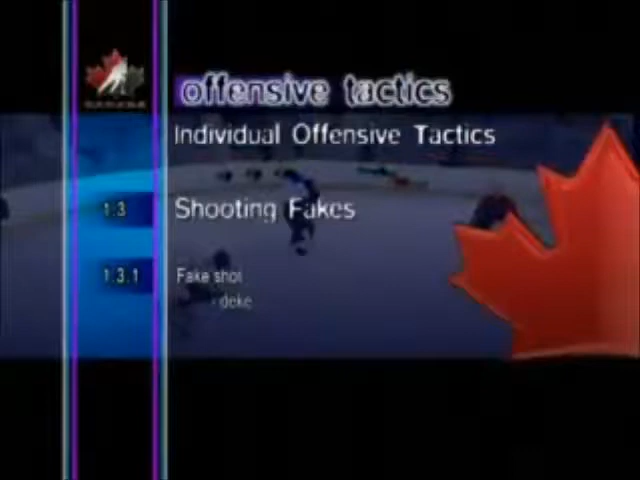 offensive tactics
Individual Offensive Tactics
1.3 Shooting Fakes
1.3.1 Fake shot
- deke